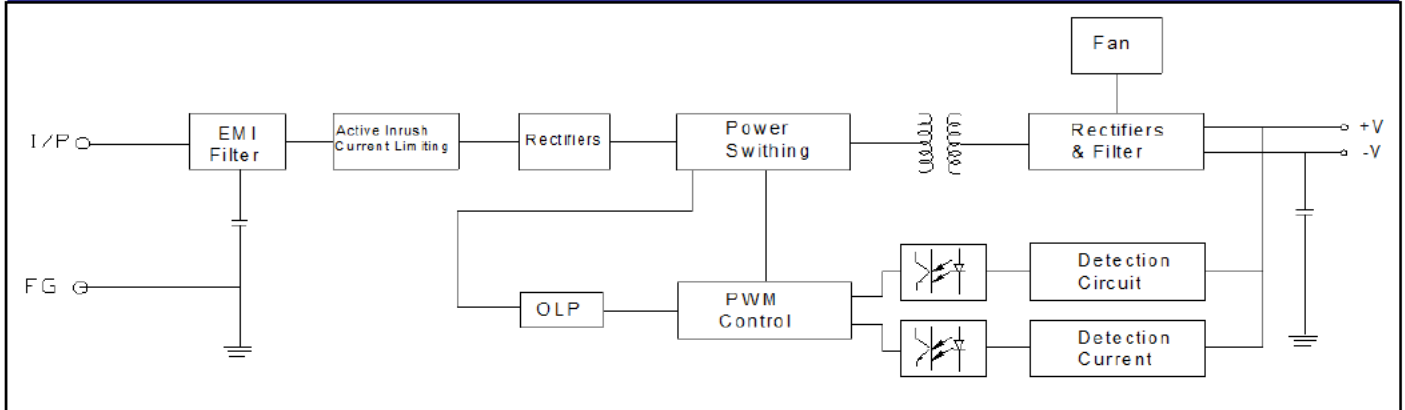 Fan
I/P
EMI
Filter
Active Inrush
Current Limiting
Rectifiers
Power
Swithing
Rectifiers
& Filter
+V
-V
FG
OLP
PWM
Control
Detection
Circuit
Detection
Current